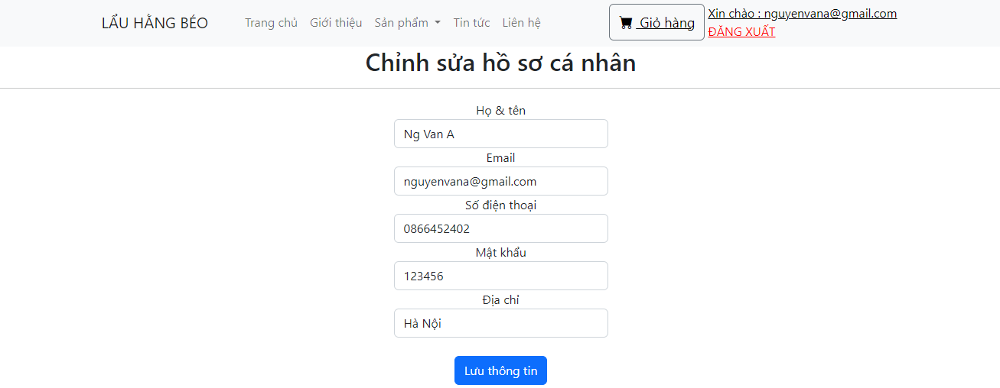 LẨU HẰNG BÉO Trang chủ Giới thiệu Sản phẩm Tin tức Liên hệ Giỏ hàng Xin chào : nguyenvana@gmail.com
ĐĂNG XUẤT
Chỉnh sửa hồ sơ cá nhân
Họ & tên
Ng Van A
Email
nguyenvana@gmail.com
Số điện thoại
0866452402
Mật khẩu
123456
Địa chỉ
Hà Nội
Lưu thông tin